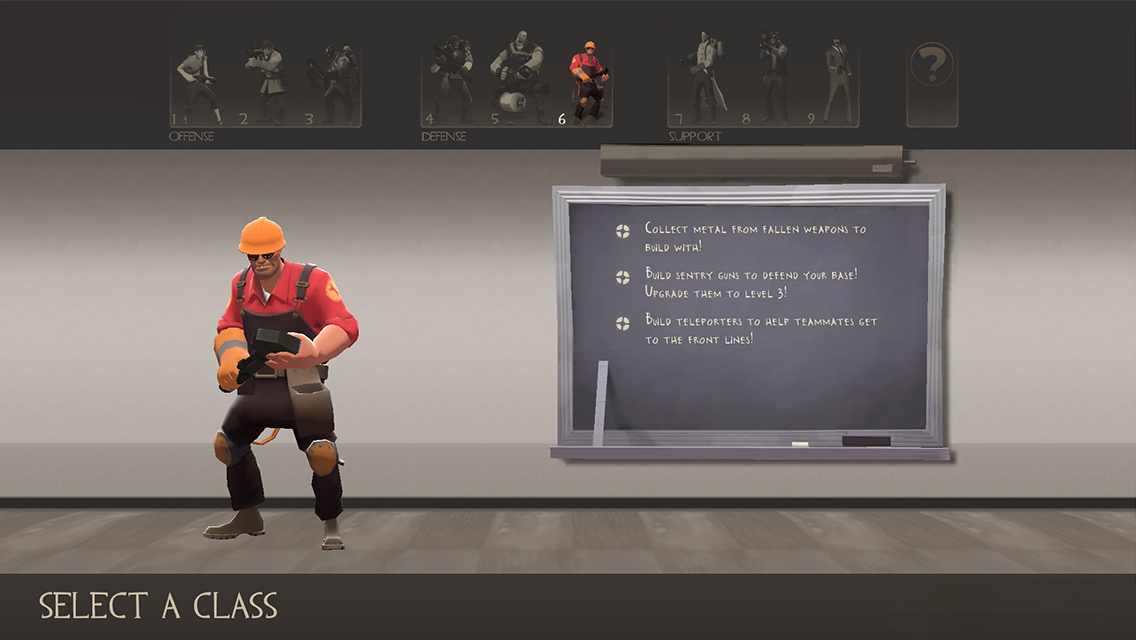 1 2 3 4 5 6 7 8 9 ?
OFFENSE DEFENSE SUPPORT
COLLECT METAL FROM FALLEN WEAPONS TO
BUILD WITH!
BUILD SENTRY GUNS TO DEFEND YOUR BASE!
UPGRADE THEM TO LEVEL 3!
BUILD TELEPORTERS TO HELP TEAMMATES GET
TO THE FRONT LINES!
SELECT A CLASS